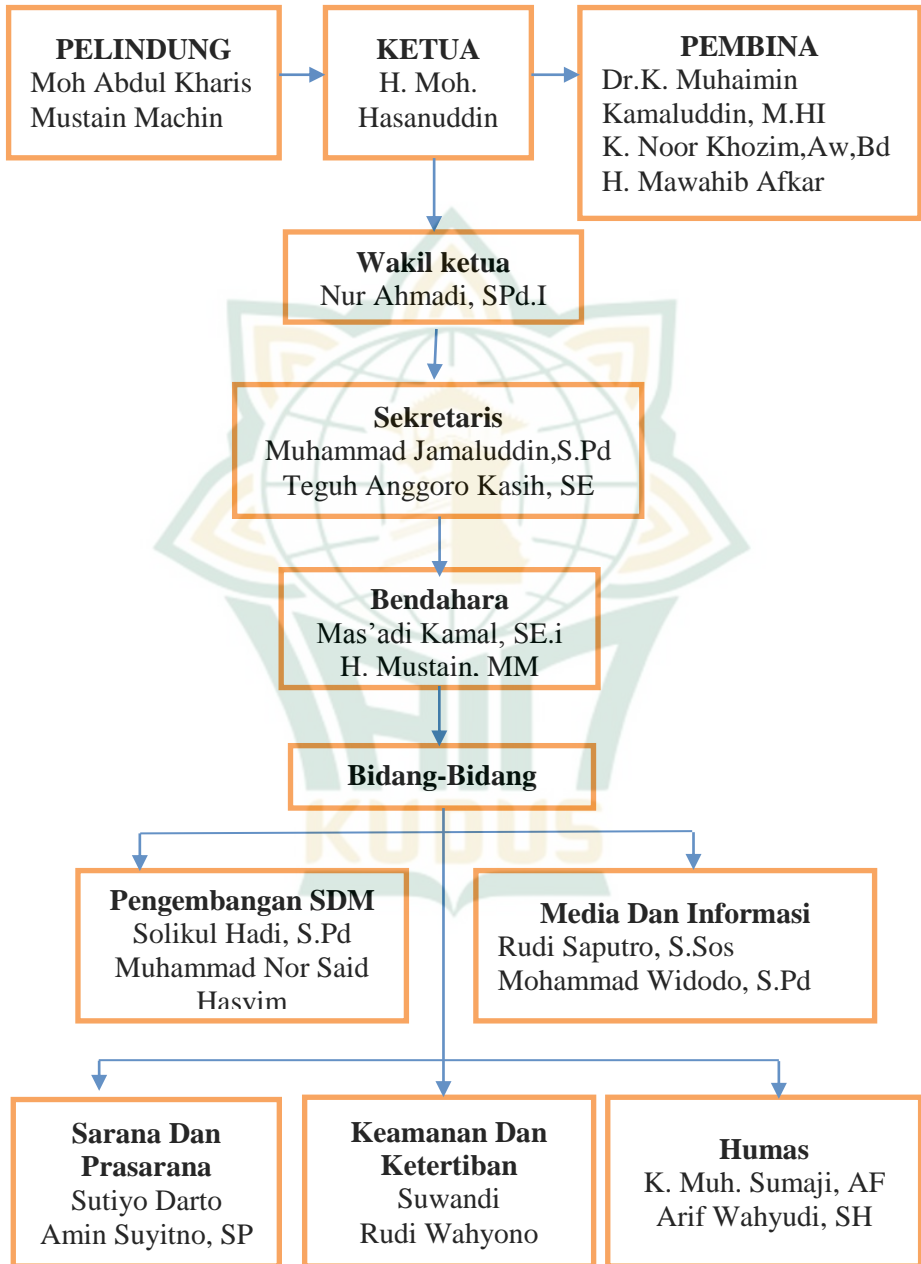 PELINDUNG
Moh Abdul Kharis
Mustain Machin
KETUA
H. Moh.
Hasanuddin
PEMBINA
Dr.K. Muhaimin
Kamaluddin, M.HI
K. Noor Khozim,Aw,Bd
H. Mawahib Afkar
Wakil ketua
Nur Ahmadi, SPd.I
Sekretaris
Muhammad Jamaluddin,S.Pd
Teguh Anggoro Kasih, SE
Bendahara
Mas’adi Kamal, SE.i
H. Mustain, MM
Bidang-Bidang
KUDUS
Pengembangan SDM
Solikul Hadi, S.Pd
Muhammad Nor Said
Hasyim
Media Dan Informasi
Rudi Saputro, S.Sos
Mohammad Widodo, S.Pd
Sarana Dan
Prasarana
Sutiyo Darto
Amin Suyitno, SP
Keamanan Dan
Ketertiban
Suwandi
Rudi Wahyono
Humas
K. Muh. Sumaji, AF
Arif Wahyudi, SH